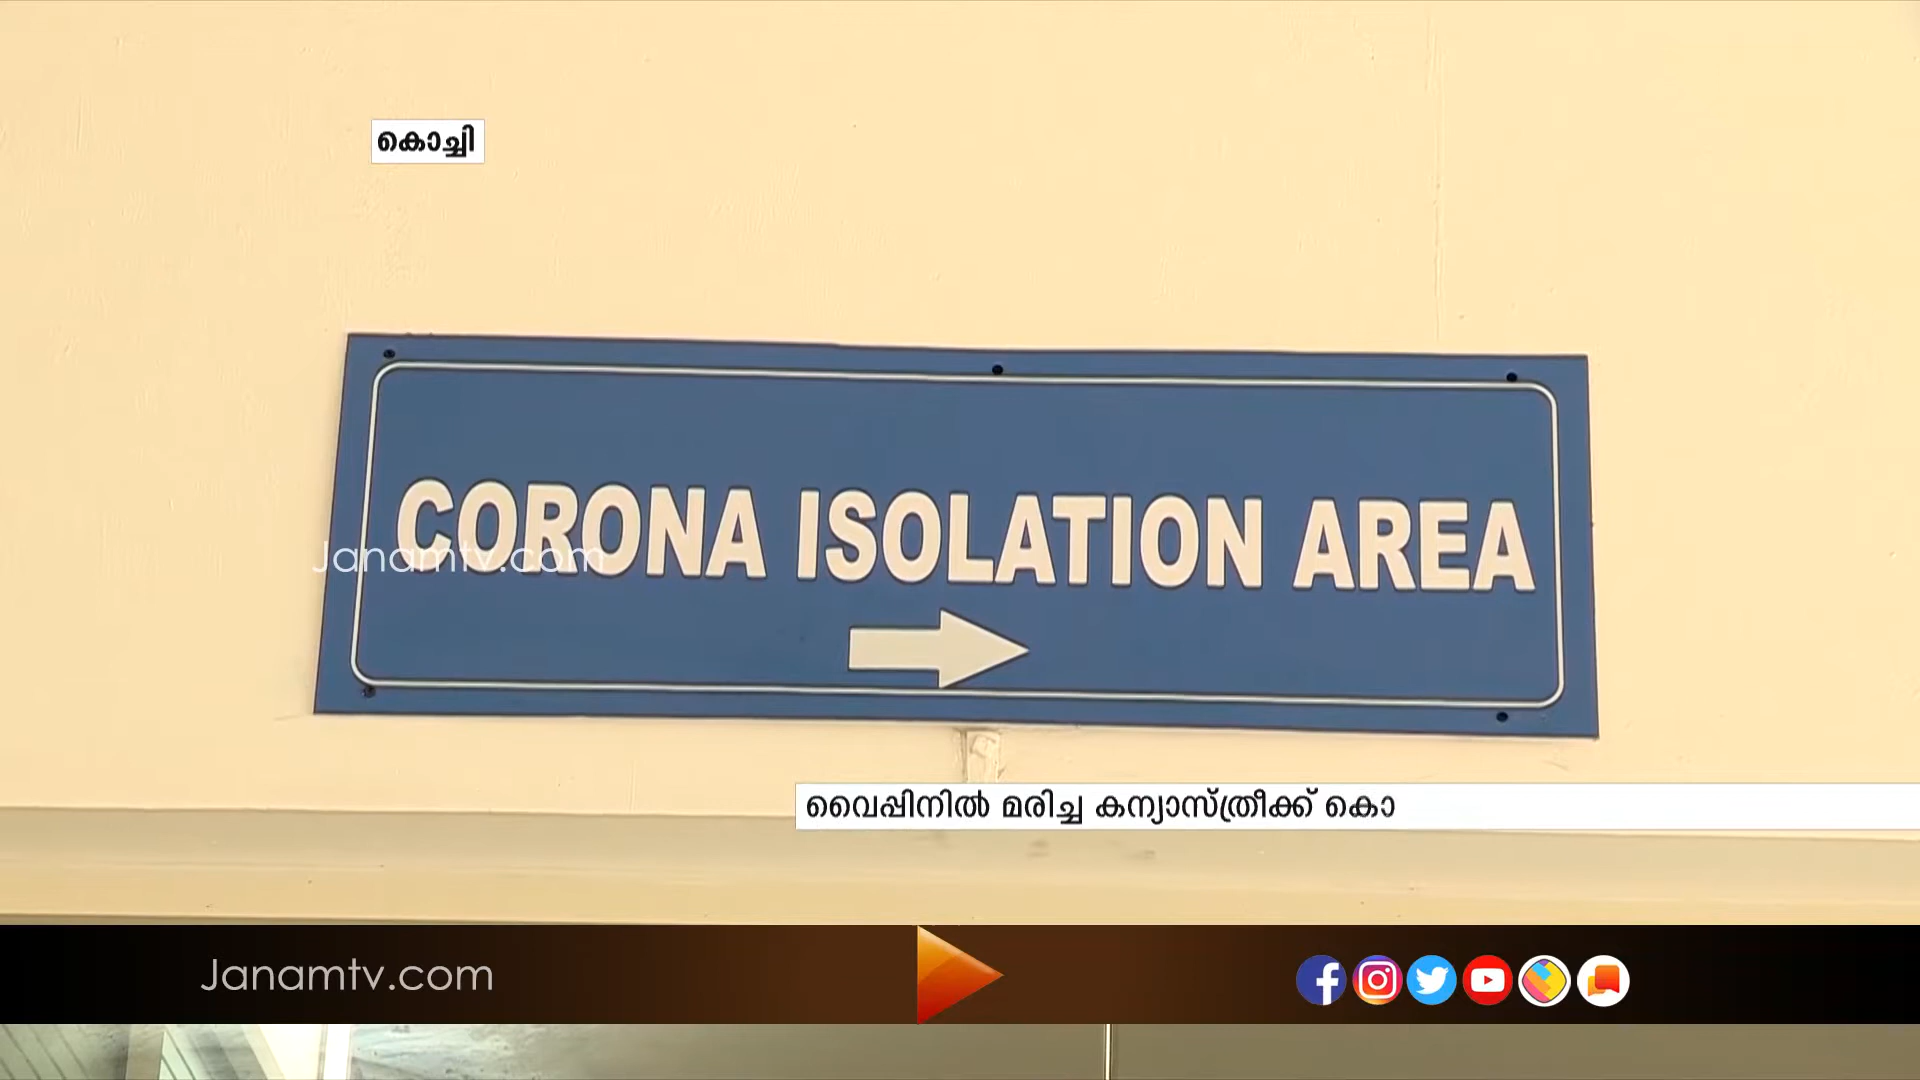 കൊച്ചി
CORONA ISOLATION AREA
Janamtv.com
വൈപ്പിനിൽ മരിച്ച കന്യാസ്ത്രീക്ക് കൊ
Janamtv.com